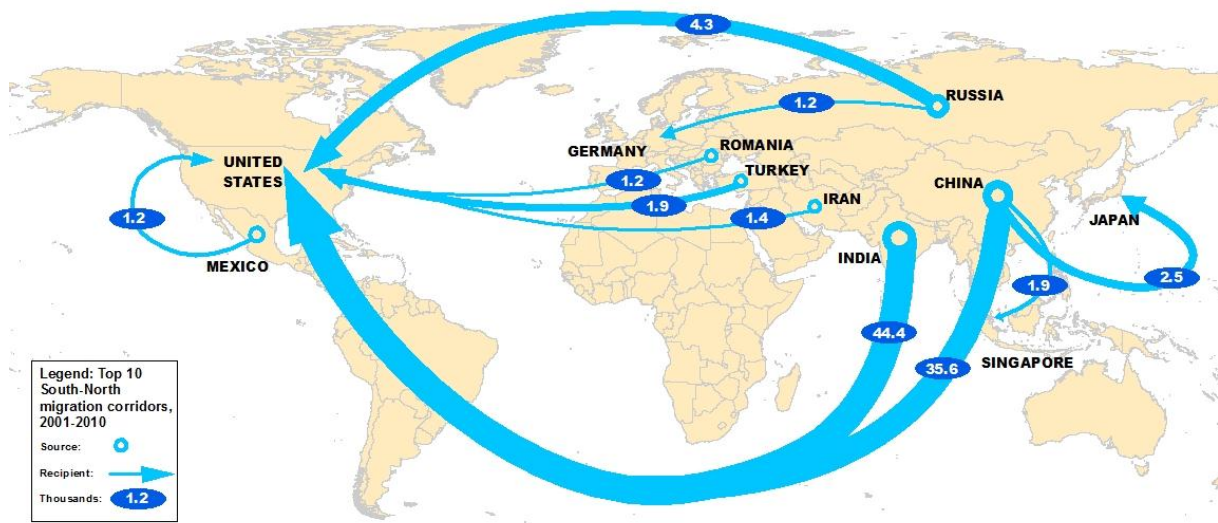 4.3
RUSSIA
1.2
GERMANY
ROMANIA
1.2
TURKEY
1.9
IRAN
1.4
UNITED
STATES
1.2
MEXICO
CHINA
JAPAN
INDIA
2.5
1.9
44.4
35.6
SINGAPORE
Legend: Top 10
South-North
migration corridors,
2001-2010
Source:
Recipient:
Thousands: 1.2